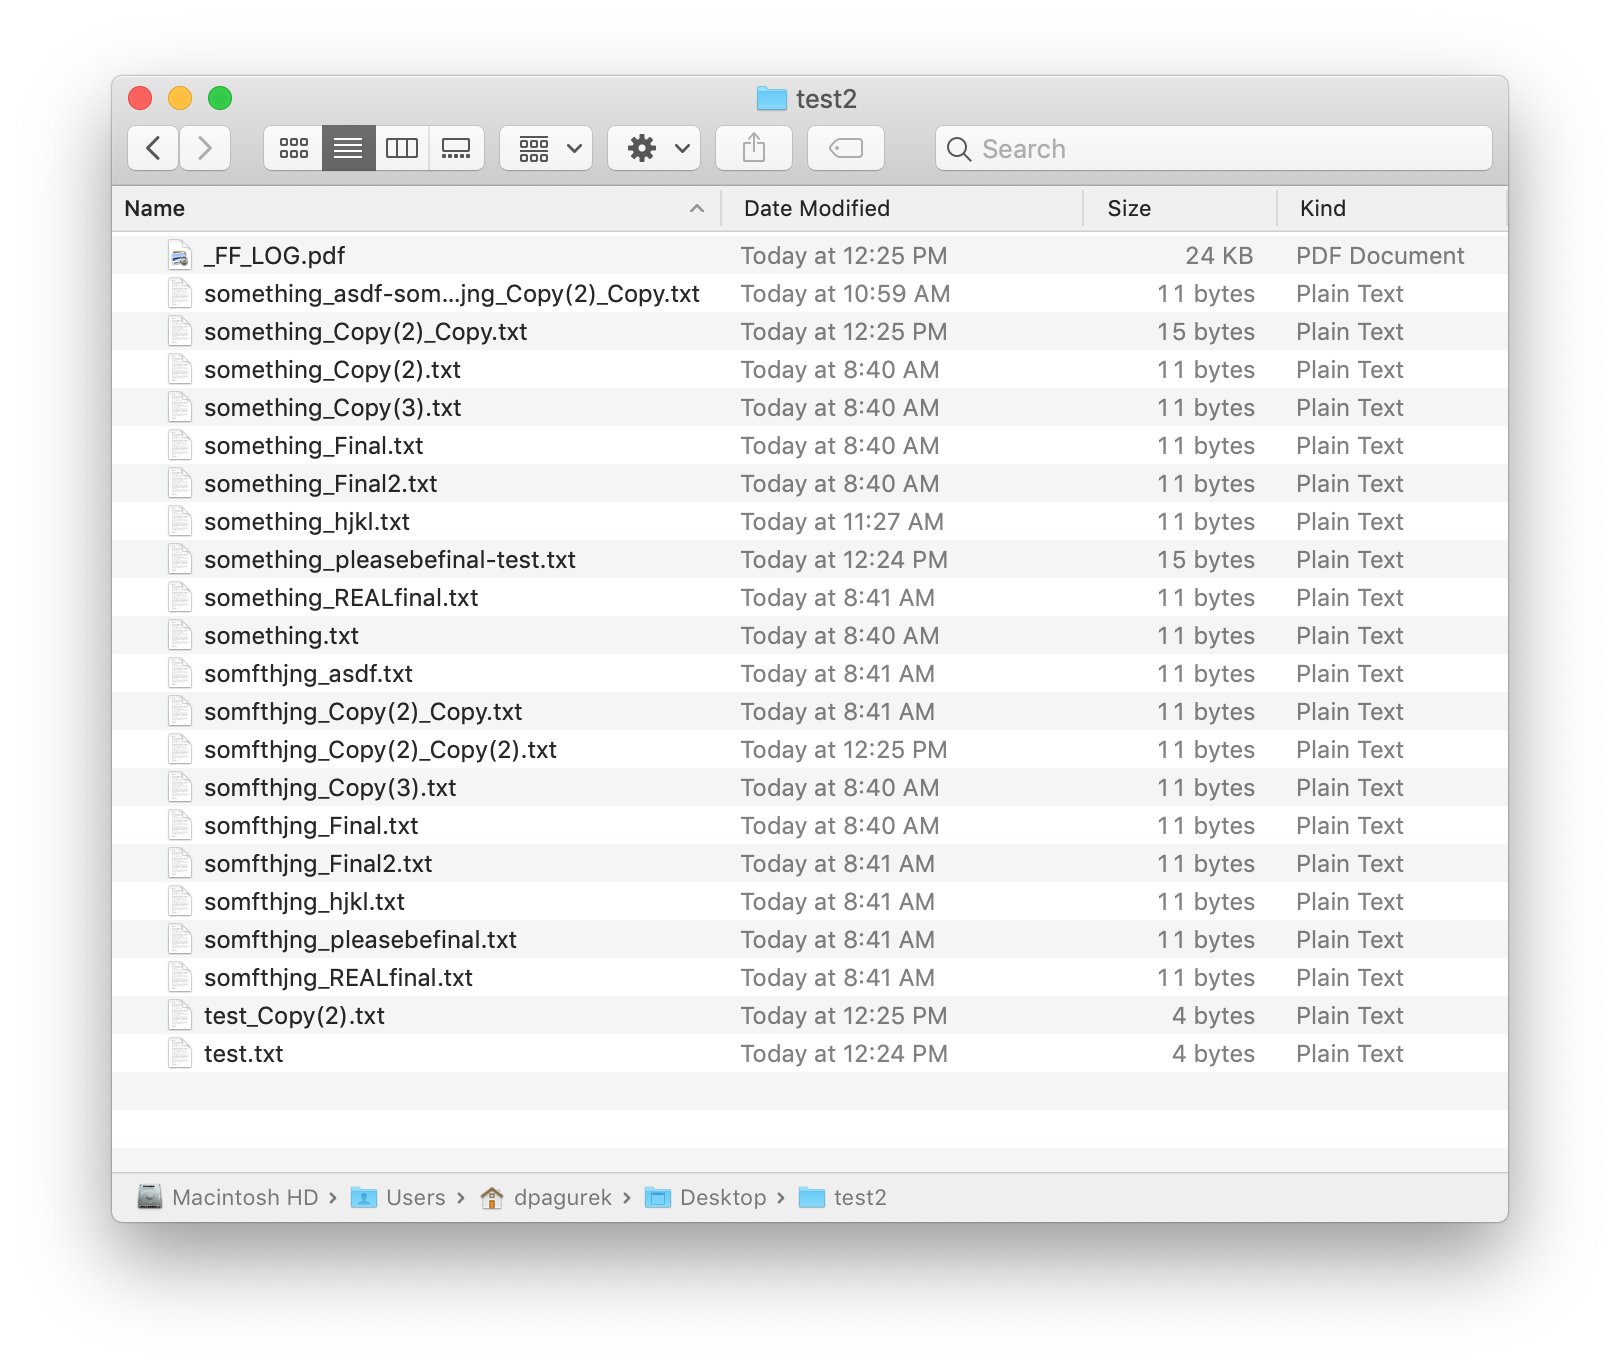 test2
Search
Name Date Modified Size Kind
_FF_LOG.pdf Today at 12:25 PM 24 KB PDF Document
something_asdf-som...jng_Copy(2)_Copy.txt Today at 10:59 AM 11 bytes Plain Text
something_Copy(2)_Copy.txt Today at 12:25 PM 15 bytes Plain Text
something_Copy(2).txt Today at 8:40 AM 11 bytes Plain Text
something_Copy(3).txt Today at 8:40 AM 11 bytes Plain Text
something_Final.txt Today at 8:40 AM 11 bytes Plain Text
something_Final2.txt Today at 8:40 AM 11 bytes Plain Text
something_hjkl.txt Today at 11:27 AM 11 bytes Plain Text
something_pleasebefinal-test.txt Today at 12:24 PM 15 bytes Plain Text
something_REALfinal.txt Today at 8:41 AM 11 bytes Plain Text
something.txt Today at 8:40 AM 11 bytes Plain Text
somfthjng_asdf.txt Today at 8:41 AM 11 bytes Plain Text
somfthjng_Copy(2)_Copy.txt Today at 8:41 AM 11 bytes Plain Text
somfthjng_Copy(2)_Copy(2).txt Today at 12:25 PM 11 bytes Plain Text
somfthjng_Copy(3).txt Today at 8:40 AM 11 bytes Plain Text
somfthjng_Final.txt Today at 8:40 AM 11 bytes Plain Text
somfthjng_Final2.txt Today at 8:41 AM 11 bytes Plain Text
somfthjng_hjkl.txt Today at 8:41 AM 11 bytes Plain Text
somfthjng_pleasebefinal.txt Today at 8:41 AM 11 bytes Plain Text
somfthjng_REALfinal.txt Today at 8:41 AM 11 bytes Plain Text
test_Copy(2).txt Today at 12:25 PM 4 bytes Plain Text
test.txt Today at 12:24 PM 4 bytes Plain Text
Macintosh HD › Users › dpagurek › Desktop › test2